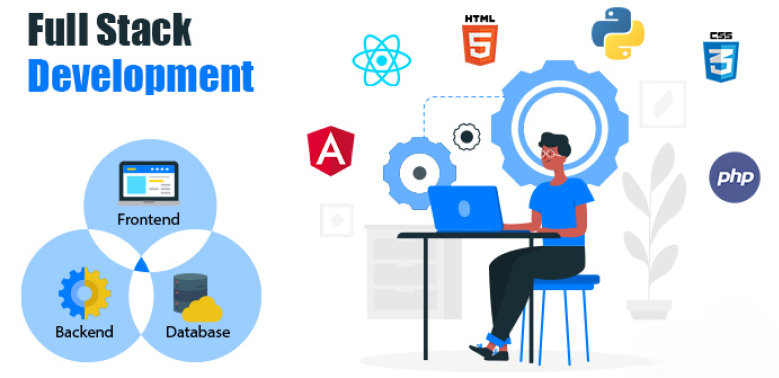 Full Stack
Development
HTML
5
CSS
3
A
php
Frontend
Backend
Database